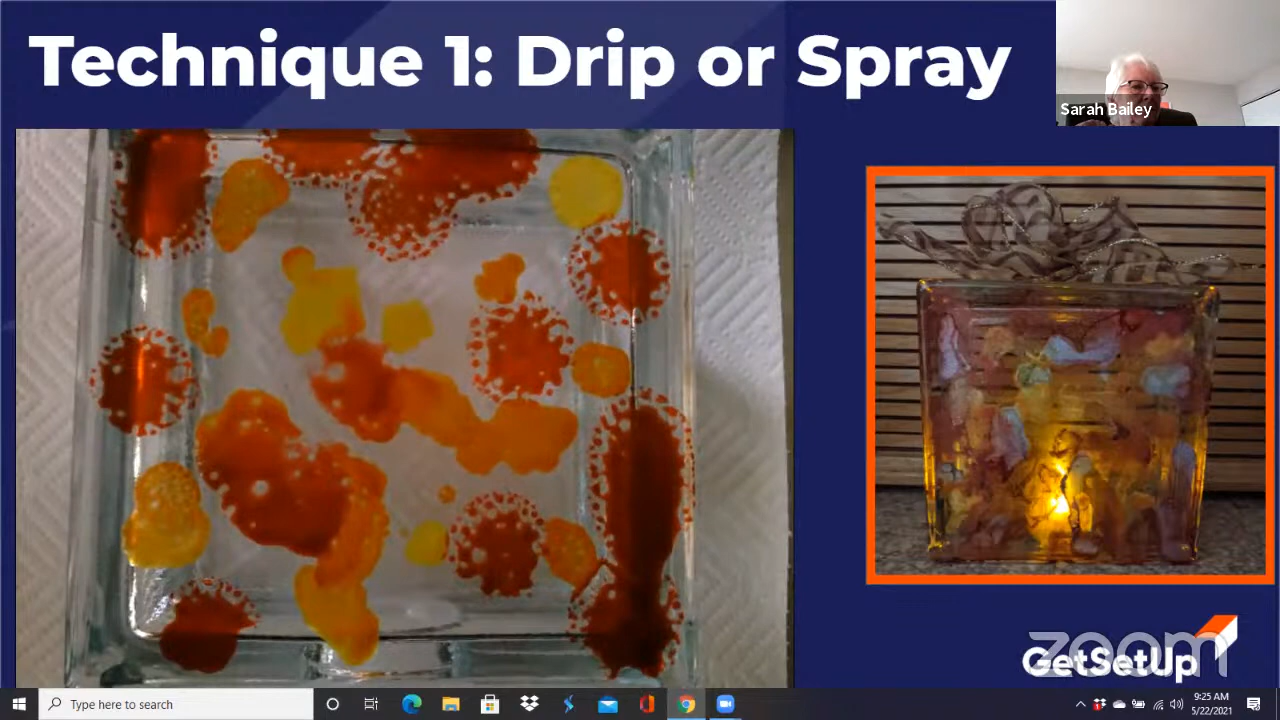 Technique 1: Drip or Spray
Sarah Bailey
zoom
GetSetUp
Type here to search
9:25 AM
5/22/2021